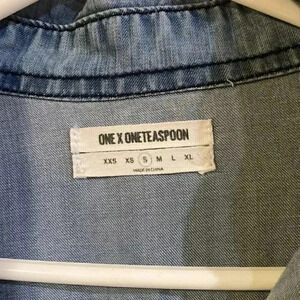 ONE X ONETEASPOON
XXS XS S M L XL
MADE IN CHINA